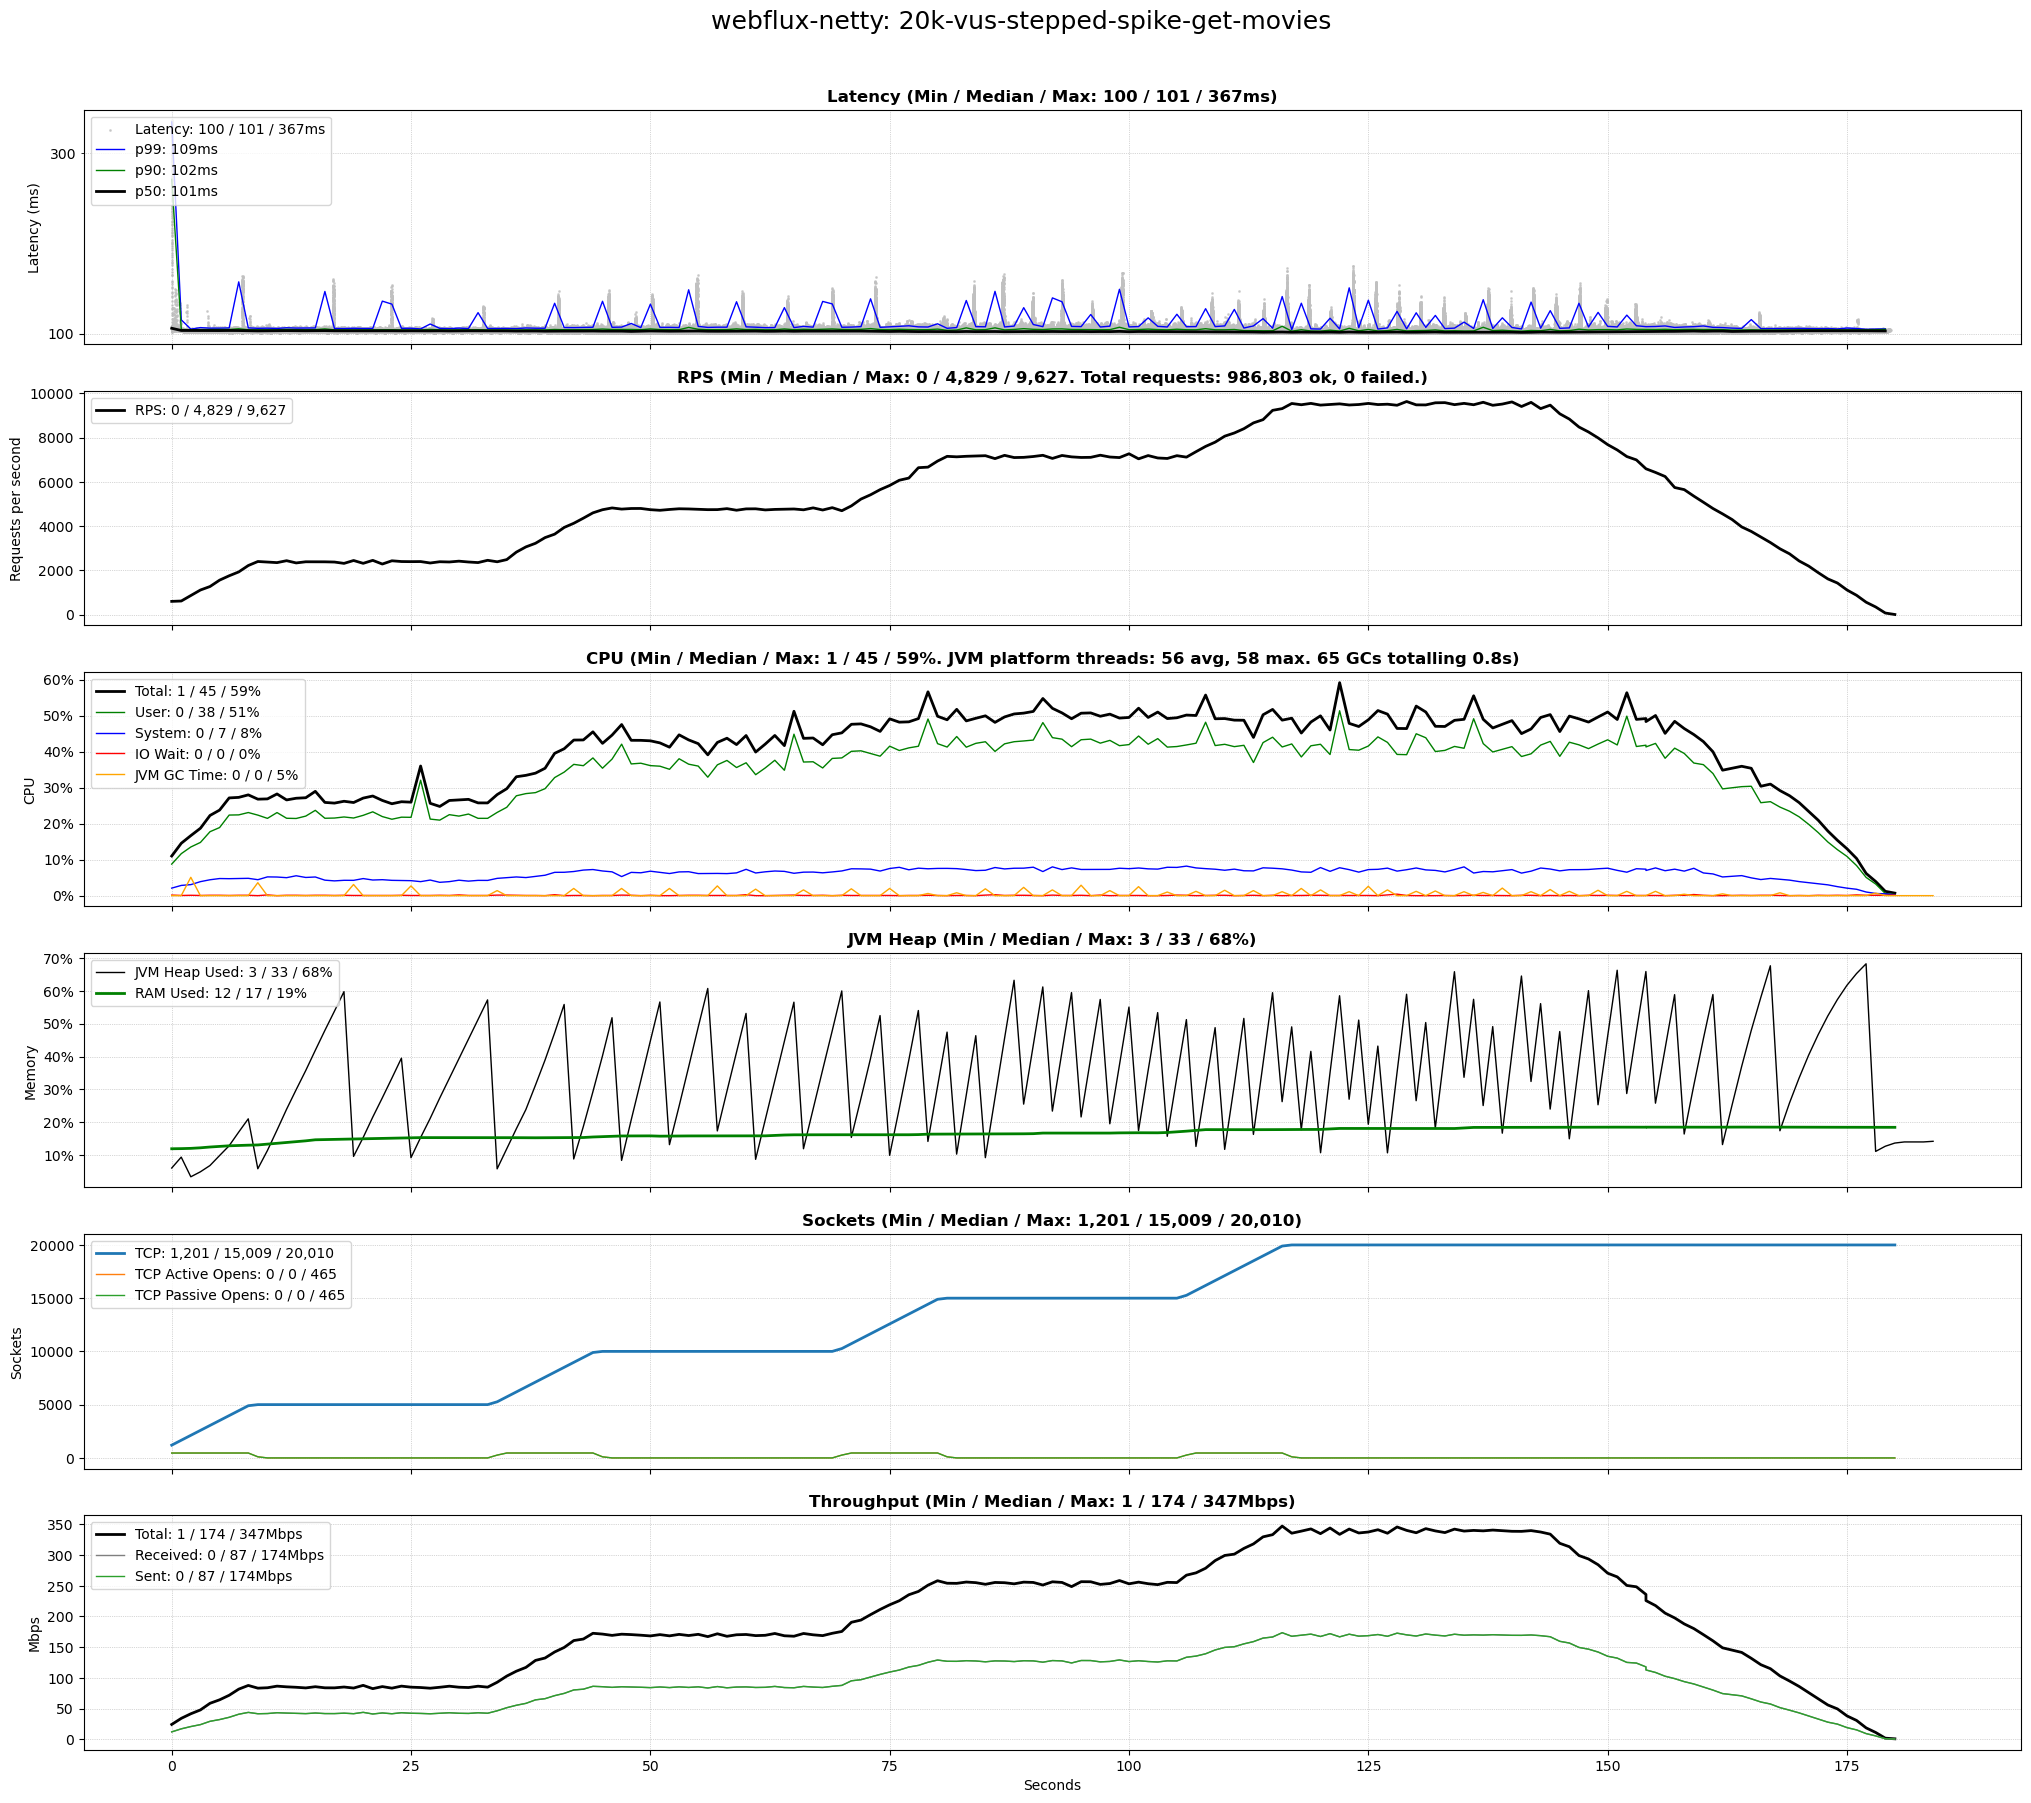 webflux-netty: 20k-vus-stepped-spike-get-movies
Latency (Min / Median / Max: 100 / 101 / 367ms)
Latency: 100 / 101 / 367ms
p99: 109ms
p90: 102ms
p50: 101ms
300
100
Latency (ms)
RPS (Min / Median / Max: 0 / 4,829 / 9,627. Total requests: 986,803 ok, 0 failed.)
RPS: 0 / 4,829 / 9,627
10000
8000
6000
4000
2000
0
Requests per second
CPU (Min / Median / Max: 1 / 45 / 59%. JVM platform threads: 56 avg, 58 max. 65 GCs totalling 0.8s)
Total: 1 / 45 / 59%
User: 0 / 38 / 51%
System: 0 / 7 / 8%
IO Wait: 0 / 0 / 0%
JVM GC Time: 0 / 0 / 5%
60%
50%
40%
30%
20%
10%
0%
CPU
JVM Heap (Min / Median / Max: 3 / 33 / 68%)
JVM Heap Used: 3 / 33 / 68%
RAM Used: 12 / 17 / 19%
70%
60%
50%
40%
30%
20%
10%
Memory
Sockets (Min / Median / Max: 1,201 / 15,009 / 20,010)
TCP: 1,201 / 15,009 / 20,010
TCP Active Opens: 0 / 0 / 465
TCP Passive Opens: 0 / 0 / 465
20000
15000
10000
5000
0
Sockets
Throughput (Min / Median / Max: 1 / 174 / 347Mbps)
Total: 1 / 174 / 347Mbps
Received: 0 / 87 / 174Mbps
Sent: 0 / 87 / 174Mbps
350
300
250
200
150
100
50
0
Mbps
0 25 50 75 100 125 150 175
Seconds